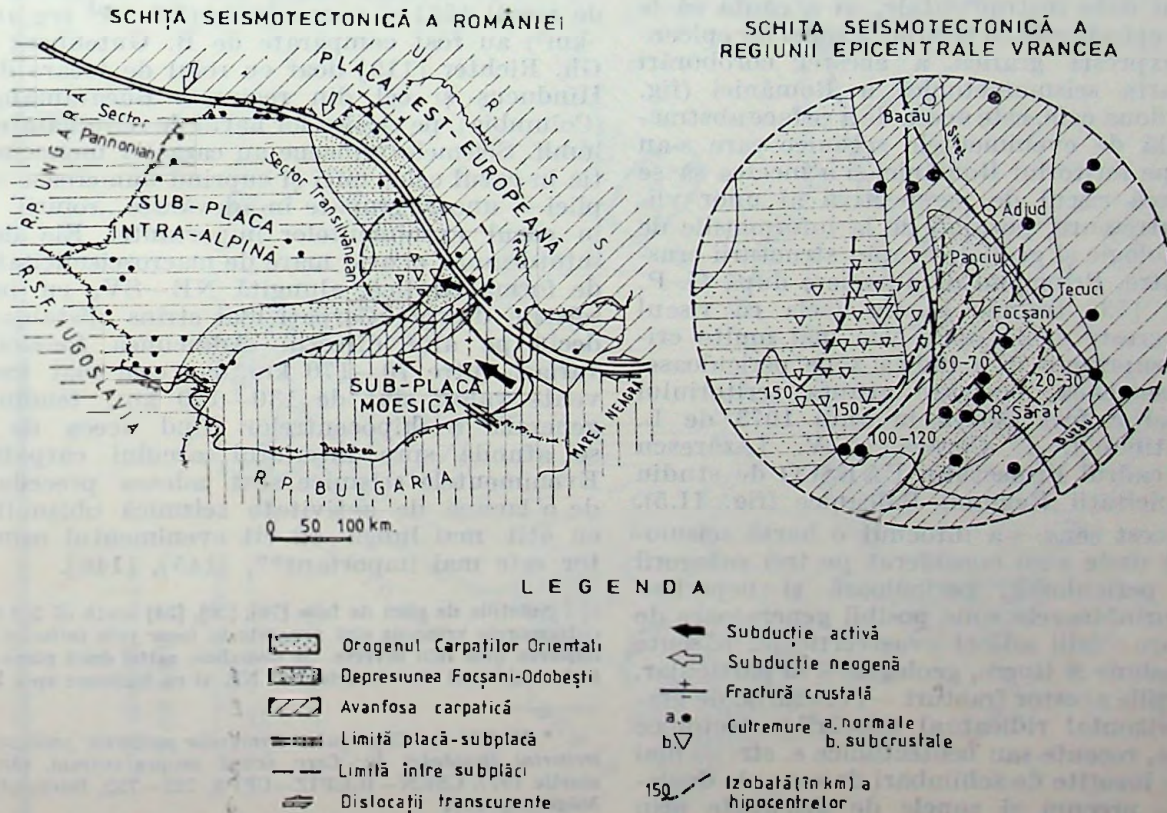 SCHIȚA SEISMOTECTONICĂ A ROMÂNIEI
PLACA EST-EUROPEANĂ
U. R. S. S.
R. P. UNGARĂ
Sector Pannonian
Sector Transilvănean
SUB-PLACA
INTRA-ALPINĂ
R. S. F. IUGOSLAVIA
SUB-PLACA
MOESICĂ
MAREA NEAGRĂ
R. P. BULGARIA
0 50 100 km.
SCHIȚA SEISMOTECTONICĂ A
REGIUNII EPICENTRALE VRANCEA
Bacău
Siret
Adjud
Panciu
Tecuci
Focșani
60-70
20-30
150
150
R. Sărat
100-120
Buzău
LEGENDA
Orogenul Carpaților Orientali
Depresiunea Focșani-Odobești
Avanfosa carpatică
Limită placă-subplacă
Limită între subplăci
Dislocații transcurente
Subducție activă
Subducție neogenă
Fractură crustală
a. Cutremure a. normale
b. b. subcrustale
150 Izobată (în km) a
hipocentrelor